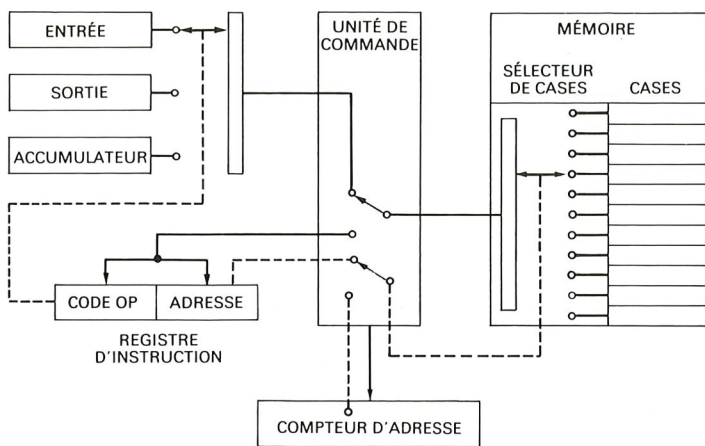 ENTRÉE
SORTIE
ACCUMULATEUR
UNITÉ DE
COMMANDE
MÉMOIRE
SÉLECTEUR
DE CASES
CASES
CODE OP
ADRESSE
REGISTRE
D'INSTRUCTION
COMPTEUR D'ADRESSE